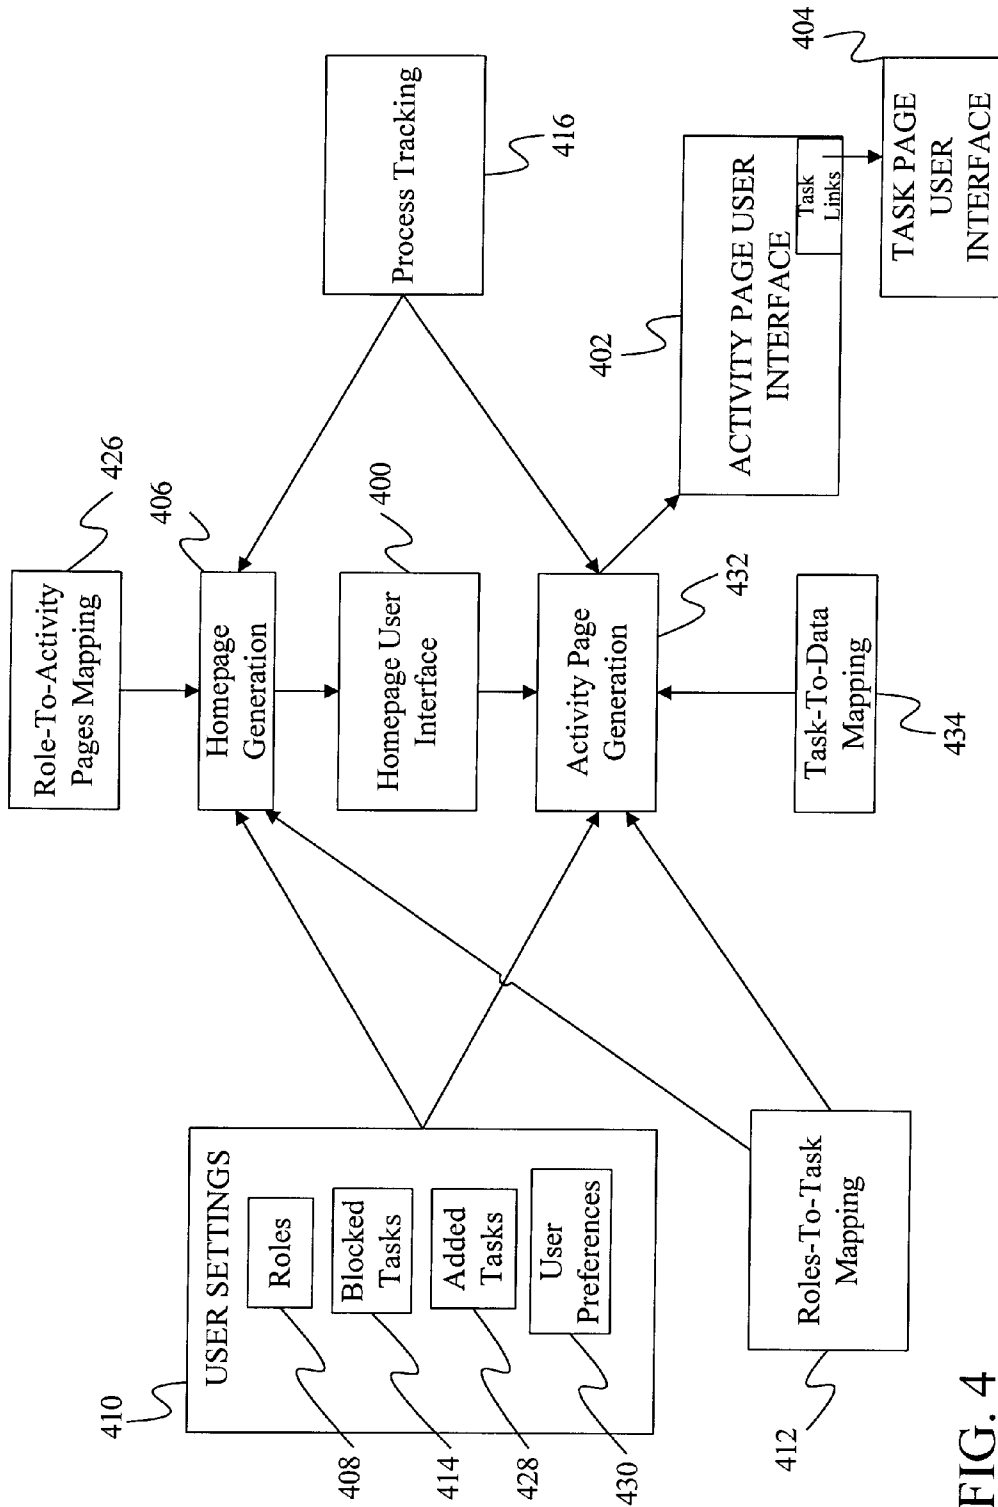 410
USER SETTINGS
Roles
408
Blocked
Tasks
414
Added
Tasks
428
User
Preferences
430
Roles-To-Task
Mapping
412
Role-To-Activity
Pages Mapping
426
Homepage
Generation
406
Homepage User
Interface
400
Activity Page
Generation
432
Task-To-Data
Mapping
434
Process Tracking
416
402
ACTIVITY PAGE USER
INTERFACE
Task
Links
404
TASK PAGE
USER
INTERFACE
FIG. 4